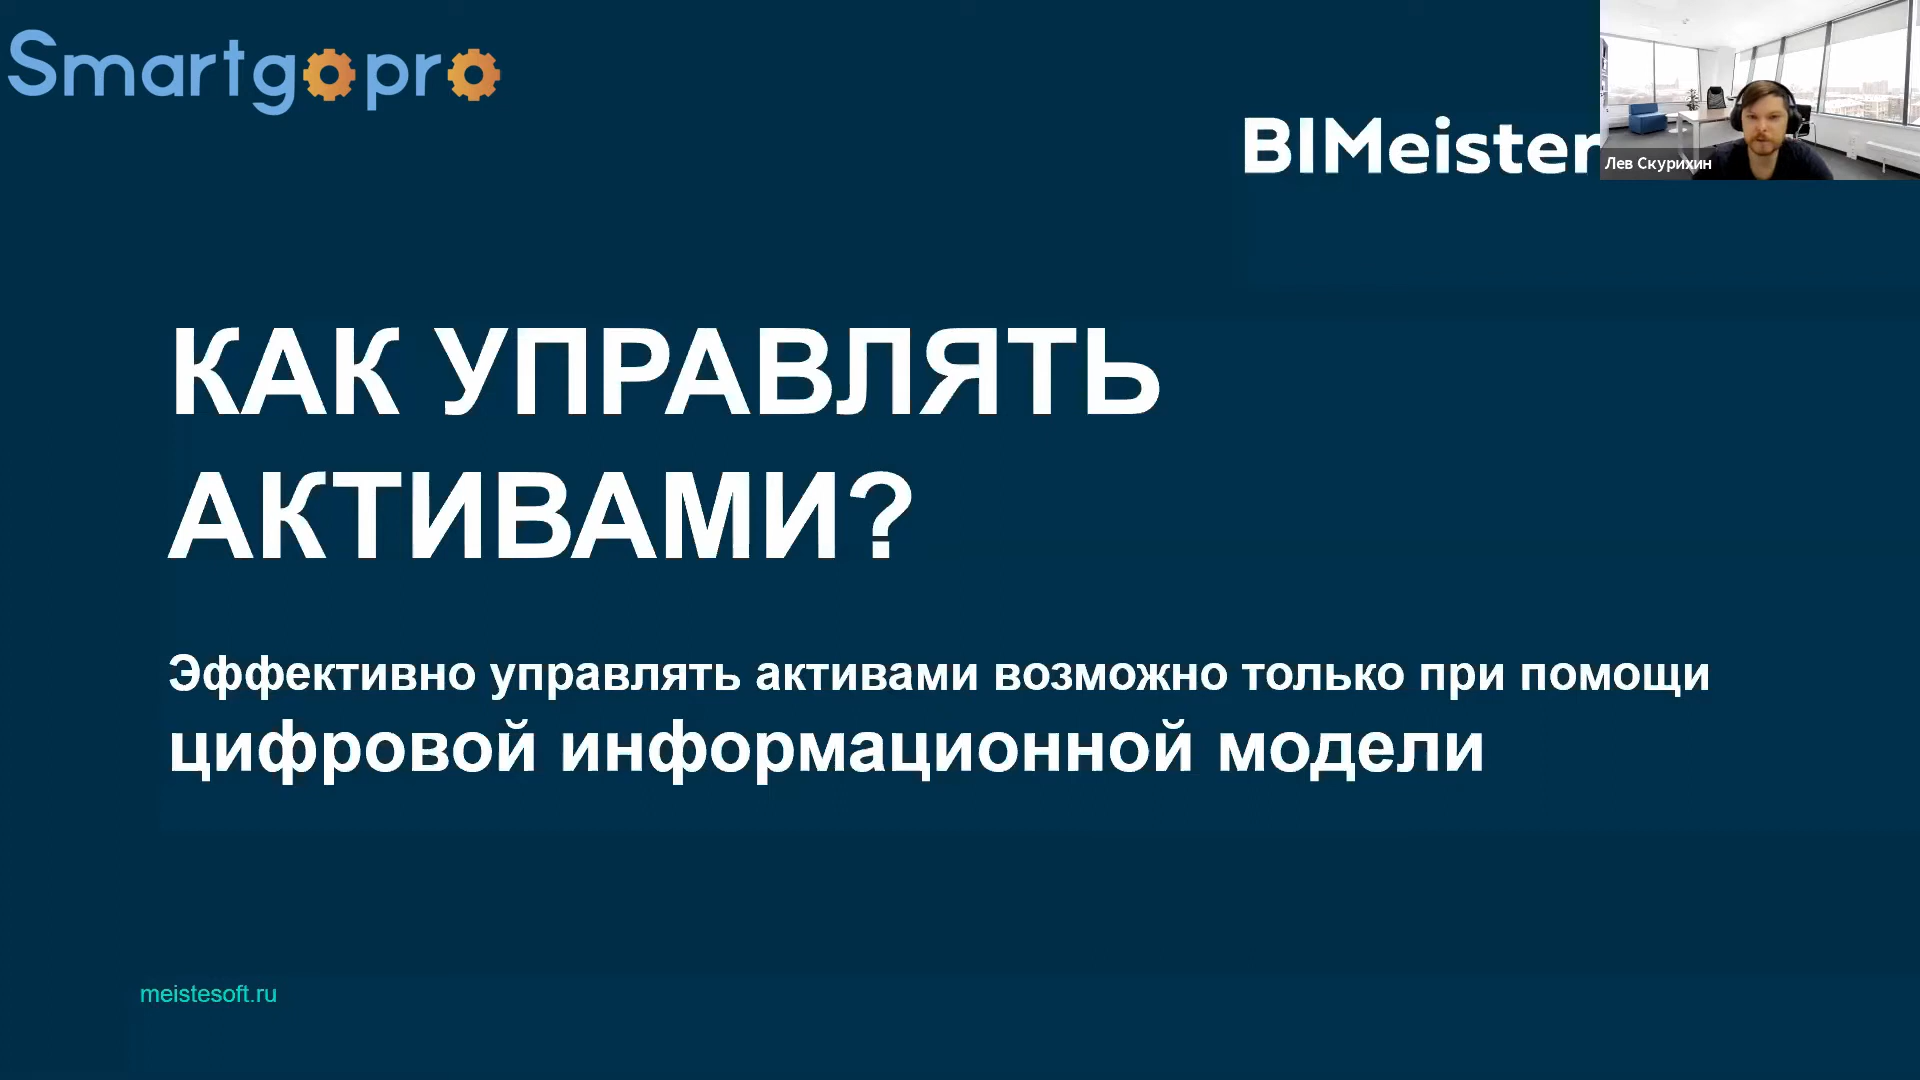 Smartgopro
BIMeister
Лев Скурихин
КАК УПРАВЛЯТЬ
АКТИВАМИ?
Эффективно управлять активами возможно только при помощи
цифровой информационной модели
meistesoft.ru